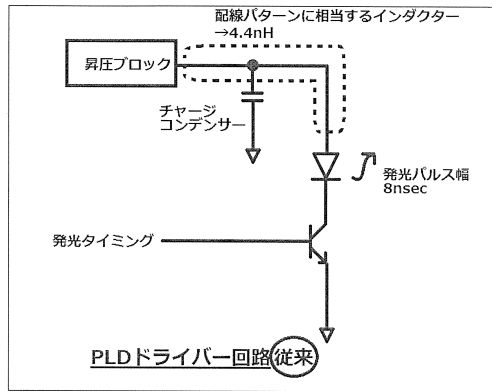 配線パターンに相当するインダクター
→4.4nH
昇圧ブロック
チャージ
コンデンサー
発光パルス幅
8nsec
発光タイミング
PLDドライバー回路従来